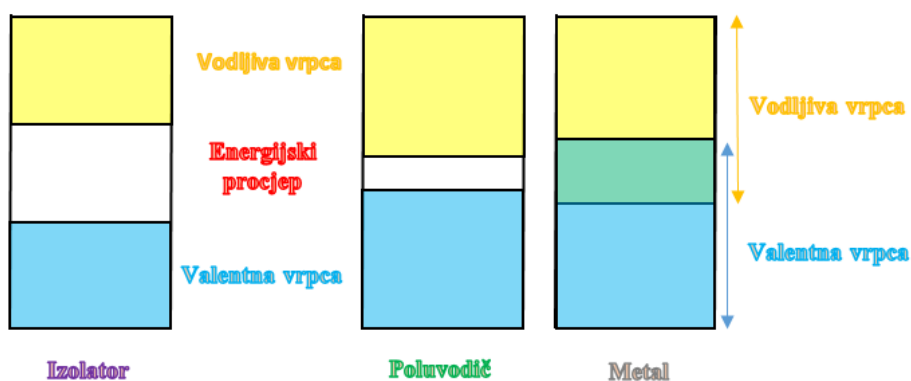 Vodljiva vrpca
Energijski
procjep
Valentna vrpca
Vodljiva vrpca
Valentna vrpca
Izolator
Poluvodič
Metal